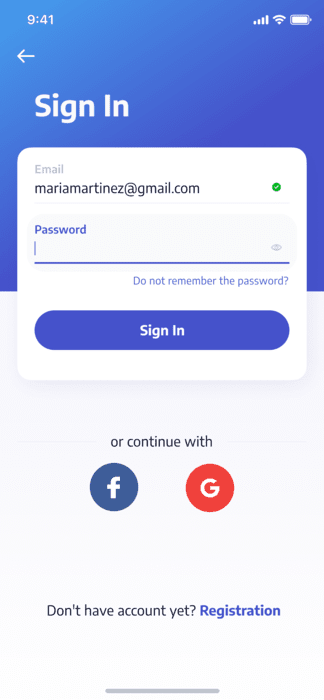 9:41
Sign In
Email
mariamartinez@gmail.com
Password
Do not remember the password?
Sign In
or continue with
f
G
Don't have account yet? Registration